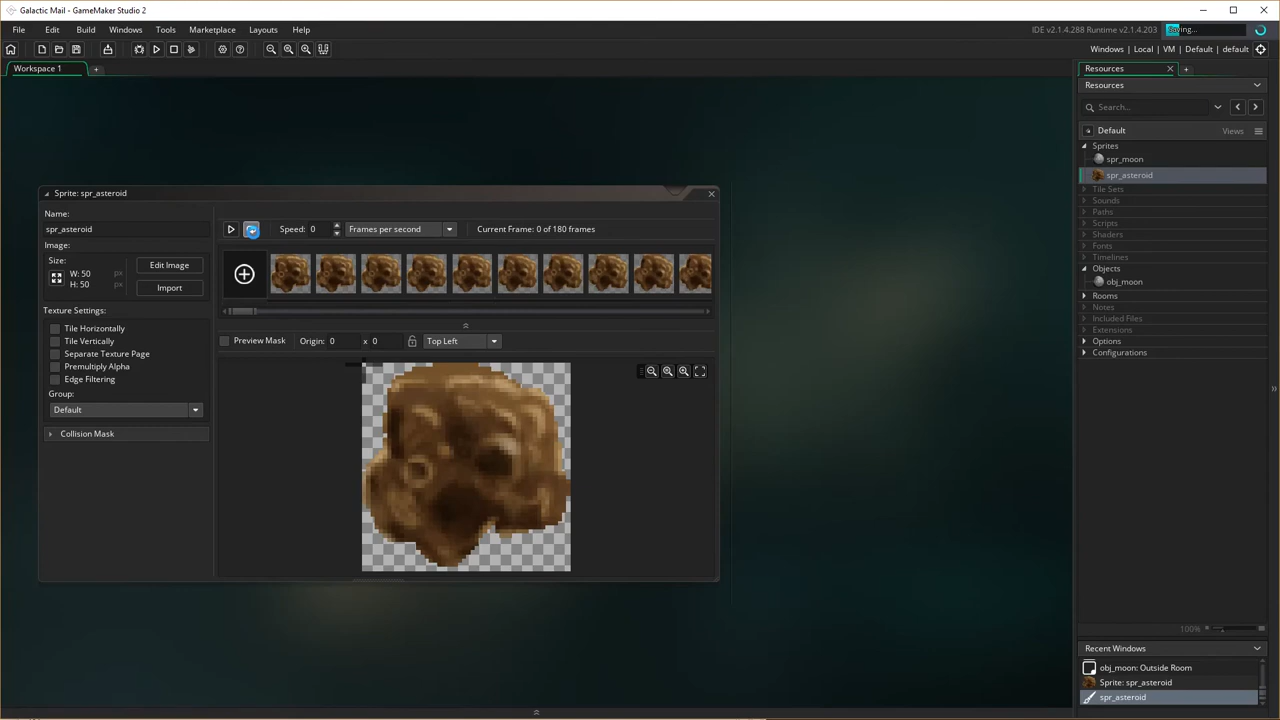 Galactic Mail - GameMaker Studio 2
File Edit Build Windows Tools Marketplace Layouts Help
IDE v2.1.4.288 Runtime v2.1.4.203
Saving...
Windows | Local | VM | Default | default
Workspace 1
Resources
Resources
Search...
Default
Views
Sprites
spr_moon
spr_asteroid
Tile Sets
Sounds
Paths
Scripts
Shaders
Fonts
Timelines
Objects
obj_moon
Rooms
Notes
Included Files
Extensions
Options
Configurations
100%
Recent Windows
obj_moon: Outside Room
Sprite: spr_asteroid
spr_asteroid
Sprite: spr_asteroid
Name:
spr_asteroid
Image:
Size:
W: 50 px
H: 50 px
Edit Image
Import
Texture Settings:
Tile Horizontally
Tile Vertically
Separate Texture Page
Premultiply Alpha
Edge Filtering
Group:
Default
Collision Mask
Speed: 0 Frames per second Current Frame: 0 of 180 frames
Preview Mask Origin: 0 x 0 Top Left